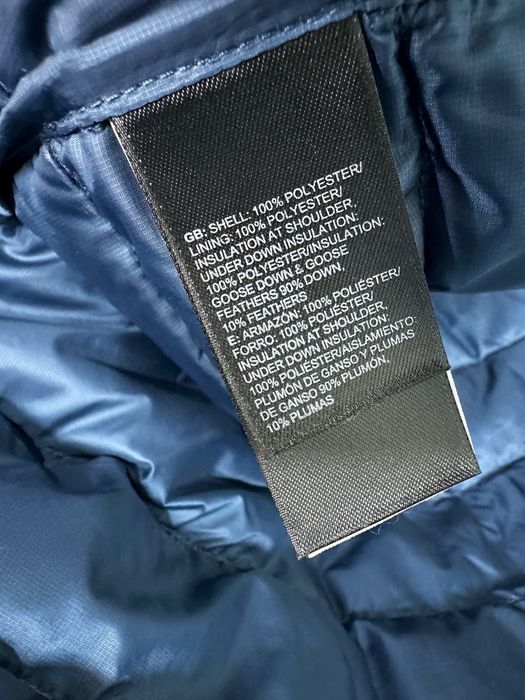 GB: SHELL: 100% POLYESTER/
LINING: 100% POLYESTER/
INSULATION AT SHOULDER,
UNDER DOWN INSULATION:
100% POLYESTER/INSULATION:
GOOSE DOWN & GOOSE
FEATHERS 90% DOWN,
10% FEATHERS
E: ARMAZON: 100% POLIÉSTER/
FORRO: 100% POLIÉSTER/
INSULATION AT SHOULDER,
UNDER DOWN INSULATION:
100% POLIÉSTER/AISLAMIENTO:
PLUMÓN DE GANSO Y PLUMAS
DE GANSO 90% PLUMÓN,
10% PLUMAS